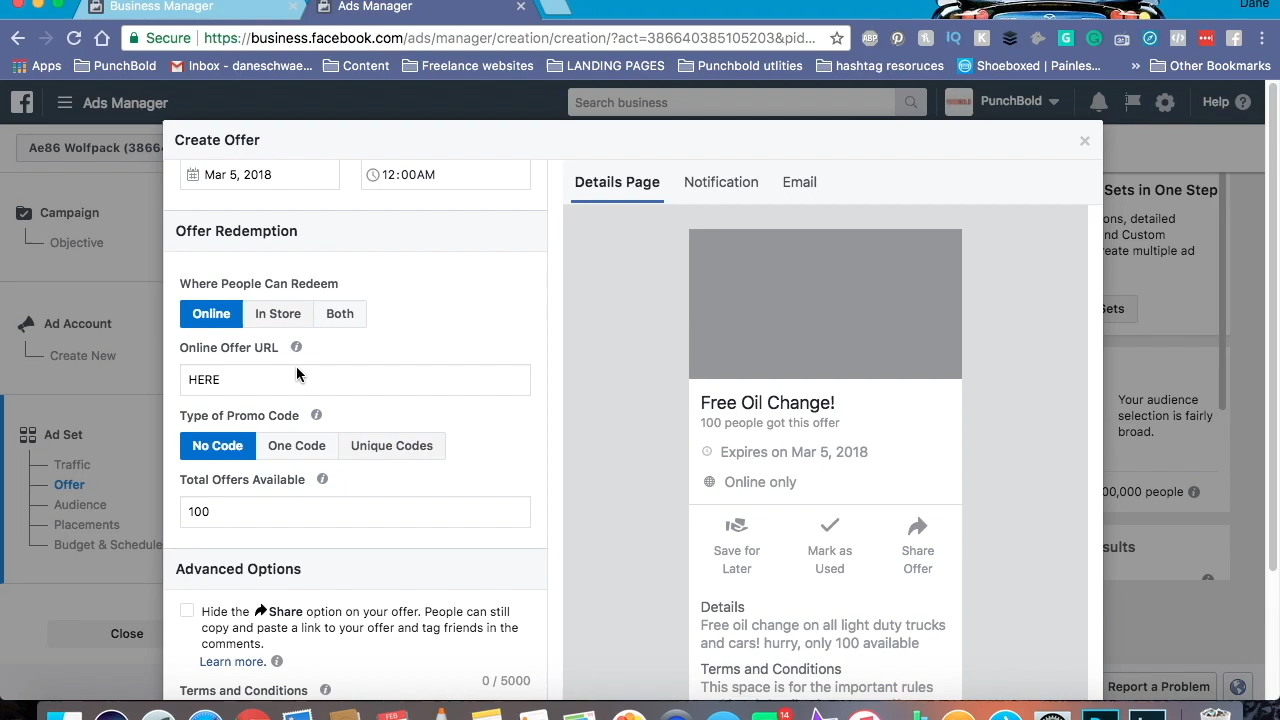 Business Manager
Ads Manager
Dane
Secure
https://business.facebook.com/ads/manager/creation/creation/?act=386640385105203&pid...
Apps
PunchBold
Inbox - daneschwae...
Content
Freelance websites
LANDING PAGES
Punchbold utlities
hashtag resoruces
Shoeboxed | Painles...
»
Other Bookmarks
Ads Manager
Search business
PunchBold
Help
Ae86 Wolfpack (3866
Campaign
Objective
Ad Account
Create New
Ad Set
Traffic
Offer
Audience
Placements
Budget & Schedule
Close
Create Offer
Mar 5, 2018
12:00AM
Offer Redemption
Where People Can Redeem
Online
In Store
Both
Online Offer URL
HERE
Type of Promo Code
No Code
One Code
Unique Codes
Total Offers Available
100
Advanced Options
Hide the Share option on your offer. People can still
copy and paste a link to your offer and tag friends in the
comments.
Learn more.
0 / 5000
Terms and Conditions
Details Page
Notification
Email
Free Oil Change!
100 people got this offer
Expires on Mar 5, 2018
Online only
Save for
Later
Mark as
Used
Share
Offer
Details
Free oil change on all light duty trucks
and cars! hurry, only 100 available
Terms and Conditions
This space is for the important rules
Sets in One Step
ons, detailed
nd Custom
reate multiple ad
Sets
Your audience
selection is fairly
broad.
00,000 people
sults
Report a Problem
FEB
14